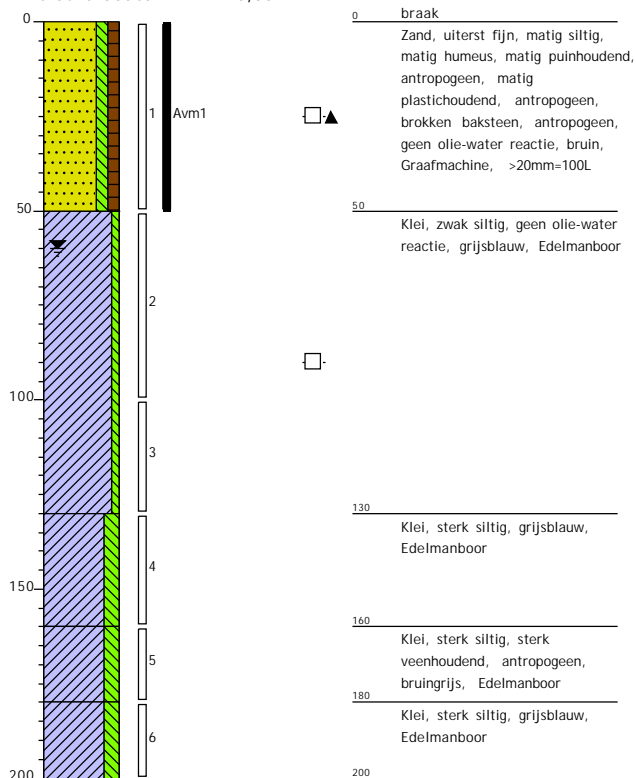 0
50
100
150
200
1
Avm1
2
3
4
5
6
0
braak
Zand, uiterst fijn, matig siltig,
matig humeus, matig puinhoudend,
antropogeen, matig
plastichoudend, antropogeen,
brokken baksteen, antropogeen,
geen olie-water reactie, bruin,
Graafmachine, >20mm=100L
50
Klei, zwak siltig, geen olie-water
reactie, grijsblauw, Edelmanboor
130
Klei, sterk siltig, grijsblauw,
Edelmanboor
160
Klei, sterk siltig, sterk
veenhoudend, antropogeen,
bruingrijs, Edelmanboor
180
Klei, sterk siltig, grijsblauw,
Edelmanboor
200